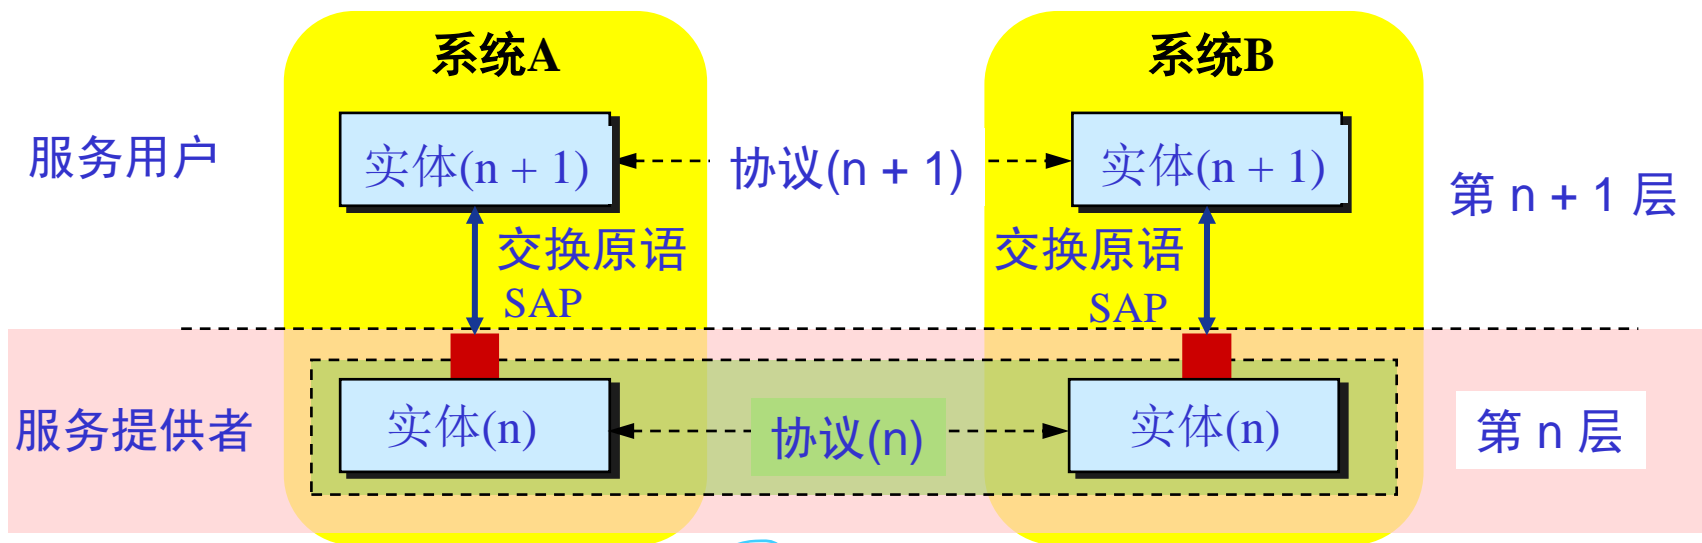 系统A
系统B
服务用户
实体(n + 1)
协议(n + 1)
实体(n + 1)
第 n + 1 层
交换原语
SAP
交换原语
SAP
服务提供者
实体(n)
协议(n)
实体(n)
第 n 层